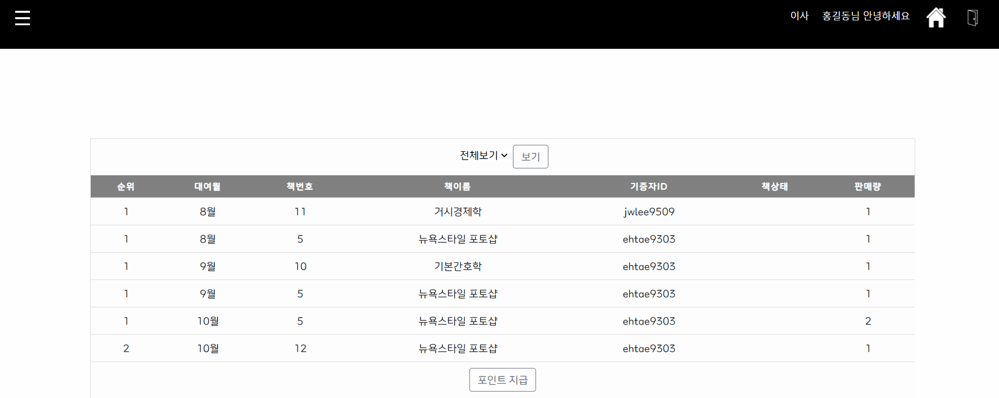 ☰ 이사 홍길동님 안녕하세요
전체보기 보기
순위 대여월 책번호 책이름 기증자ID 책상태 판매량
1 8월 11 거시경제학 jwlee9509 1
1 8월 5 뉴욕스타일 포토샵 ehtae9303 1
1 9월 10 기본간호학 ehtae9303 1
1 9월 5 뉴욕스타일 포토샵 ehtae9303 1
1 10월 5 뉴욕스타일 포토샵 ehtae9303 2
2 10월 12 뉴욕스타일 포토샵 ehtae9303 1
포인트 지급